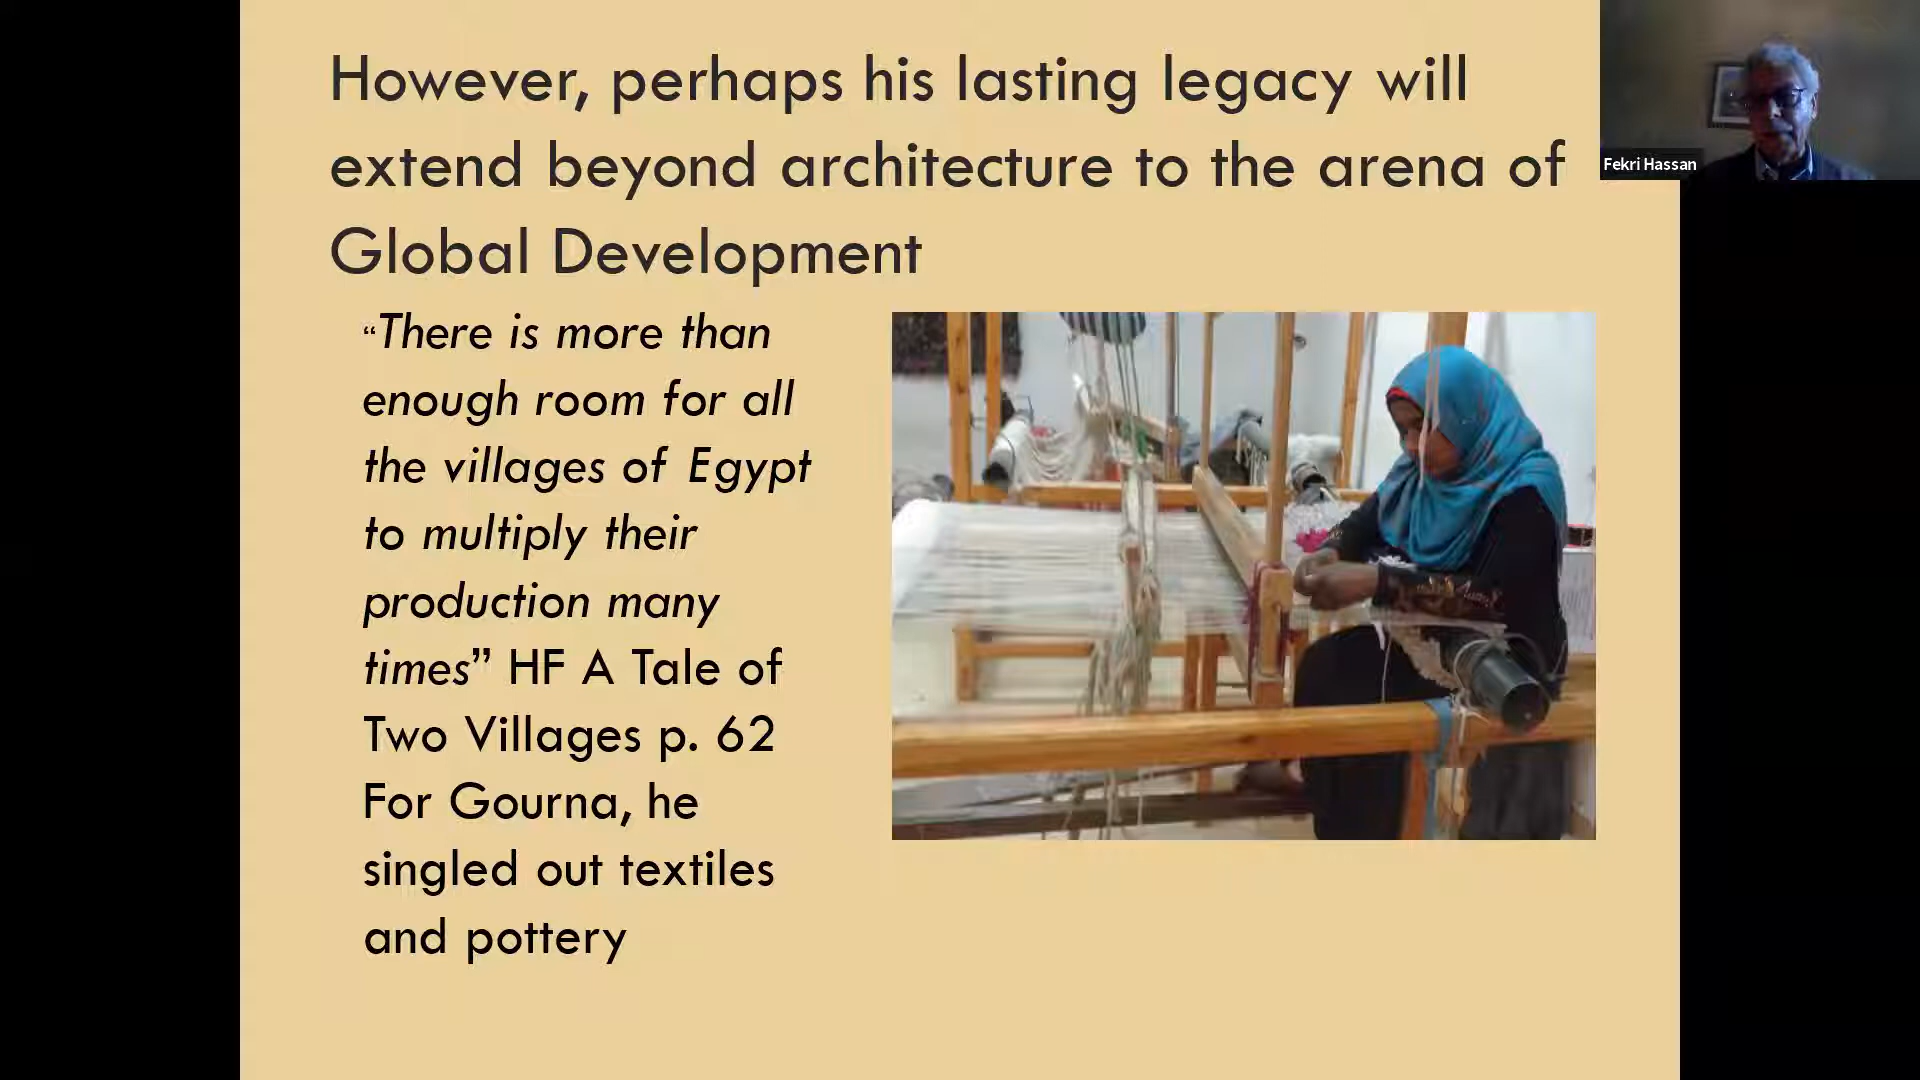 However, perhaps his lasting legacy will
extend beyond architecture to the arena of
Global Development
“There is more than
enough room for all
the villages of Egypt
to multiply their
production many
times” HF A Tale of
Two Villages p. 62
For Gourna, he
singled out textiles
and pottery
Fekri Hassan